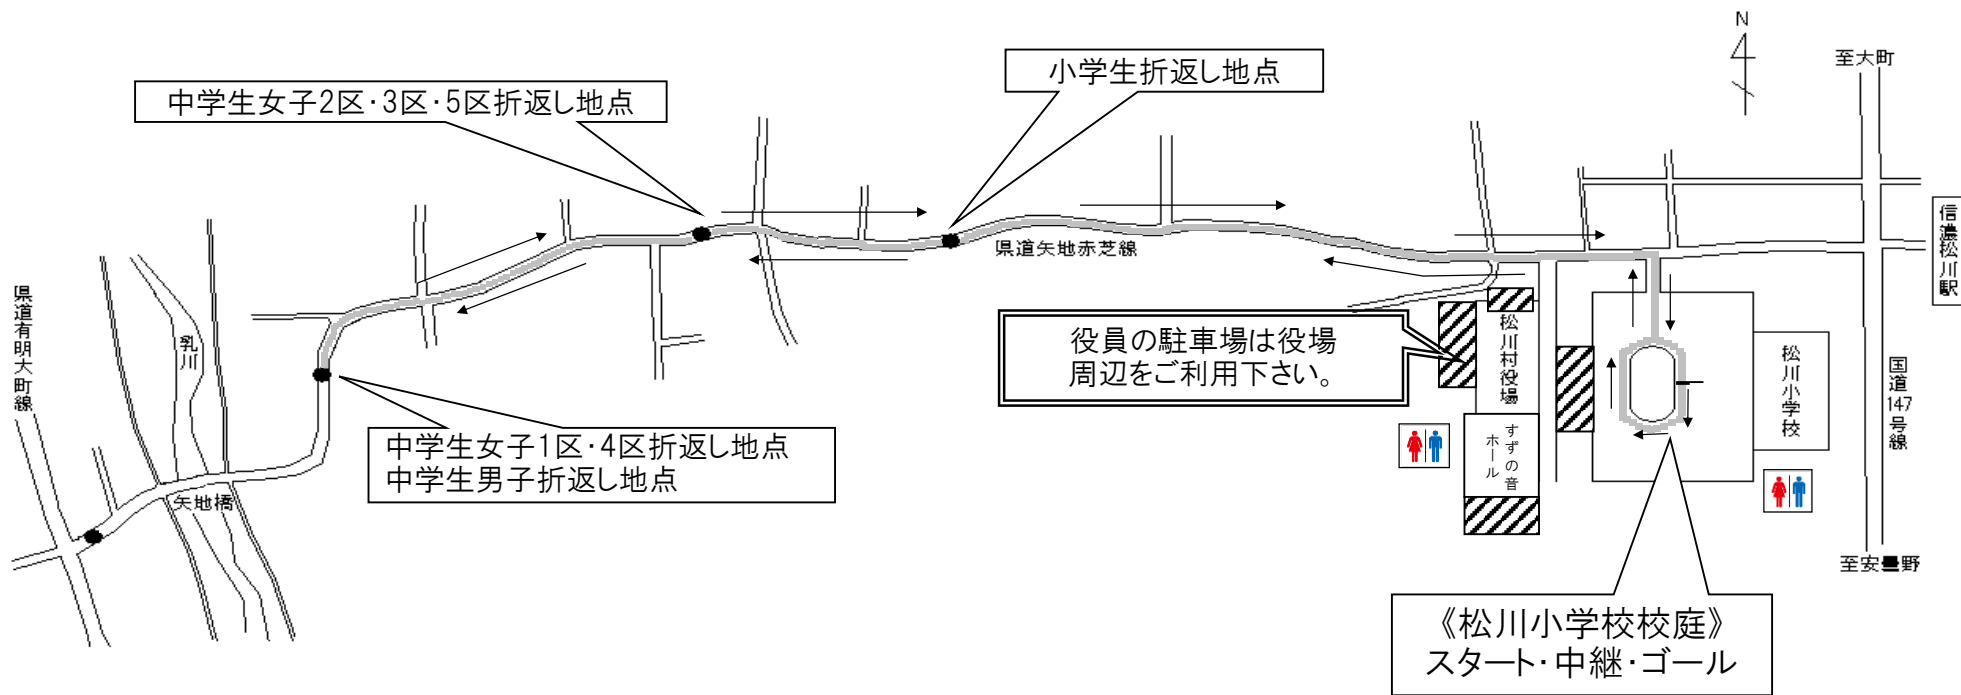 N
至大町
小学生折返し地点
中学生女子2区･3区･5区折返し地点
信濃松川駅
県道矢地赤芝線
県道有明大町線
乳川
役員の駐車場は役場
周辺をご利用下さい。
松川村役場
松川小学校
国道147号線
中学生女子1区･4区折返し地点
中学生男子折返し地点
すずの音
ホール
矢地橋
至安曇野
《松川小学校校庭》
スタート･中継･ゴール